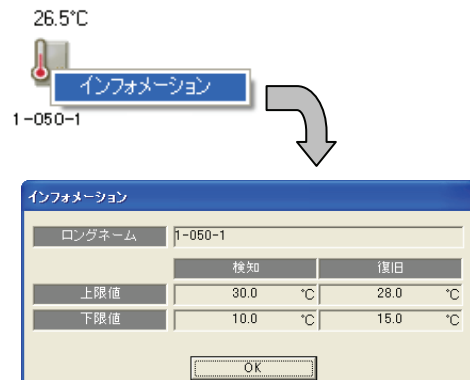 26.5℃
インフォメーション
1-050-1
インフォメーション
ロングネーム 1-050-1
検知 復旧
上限値 30.0 ℃ 28.0 ℃
下限値 10.0 ℃ 15.0 ℃
OK